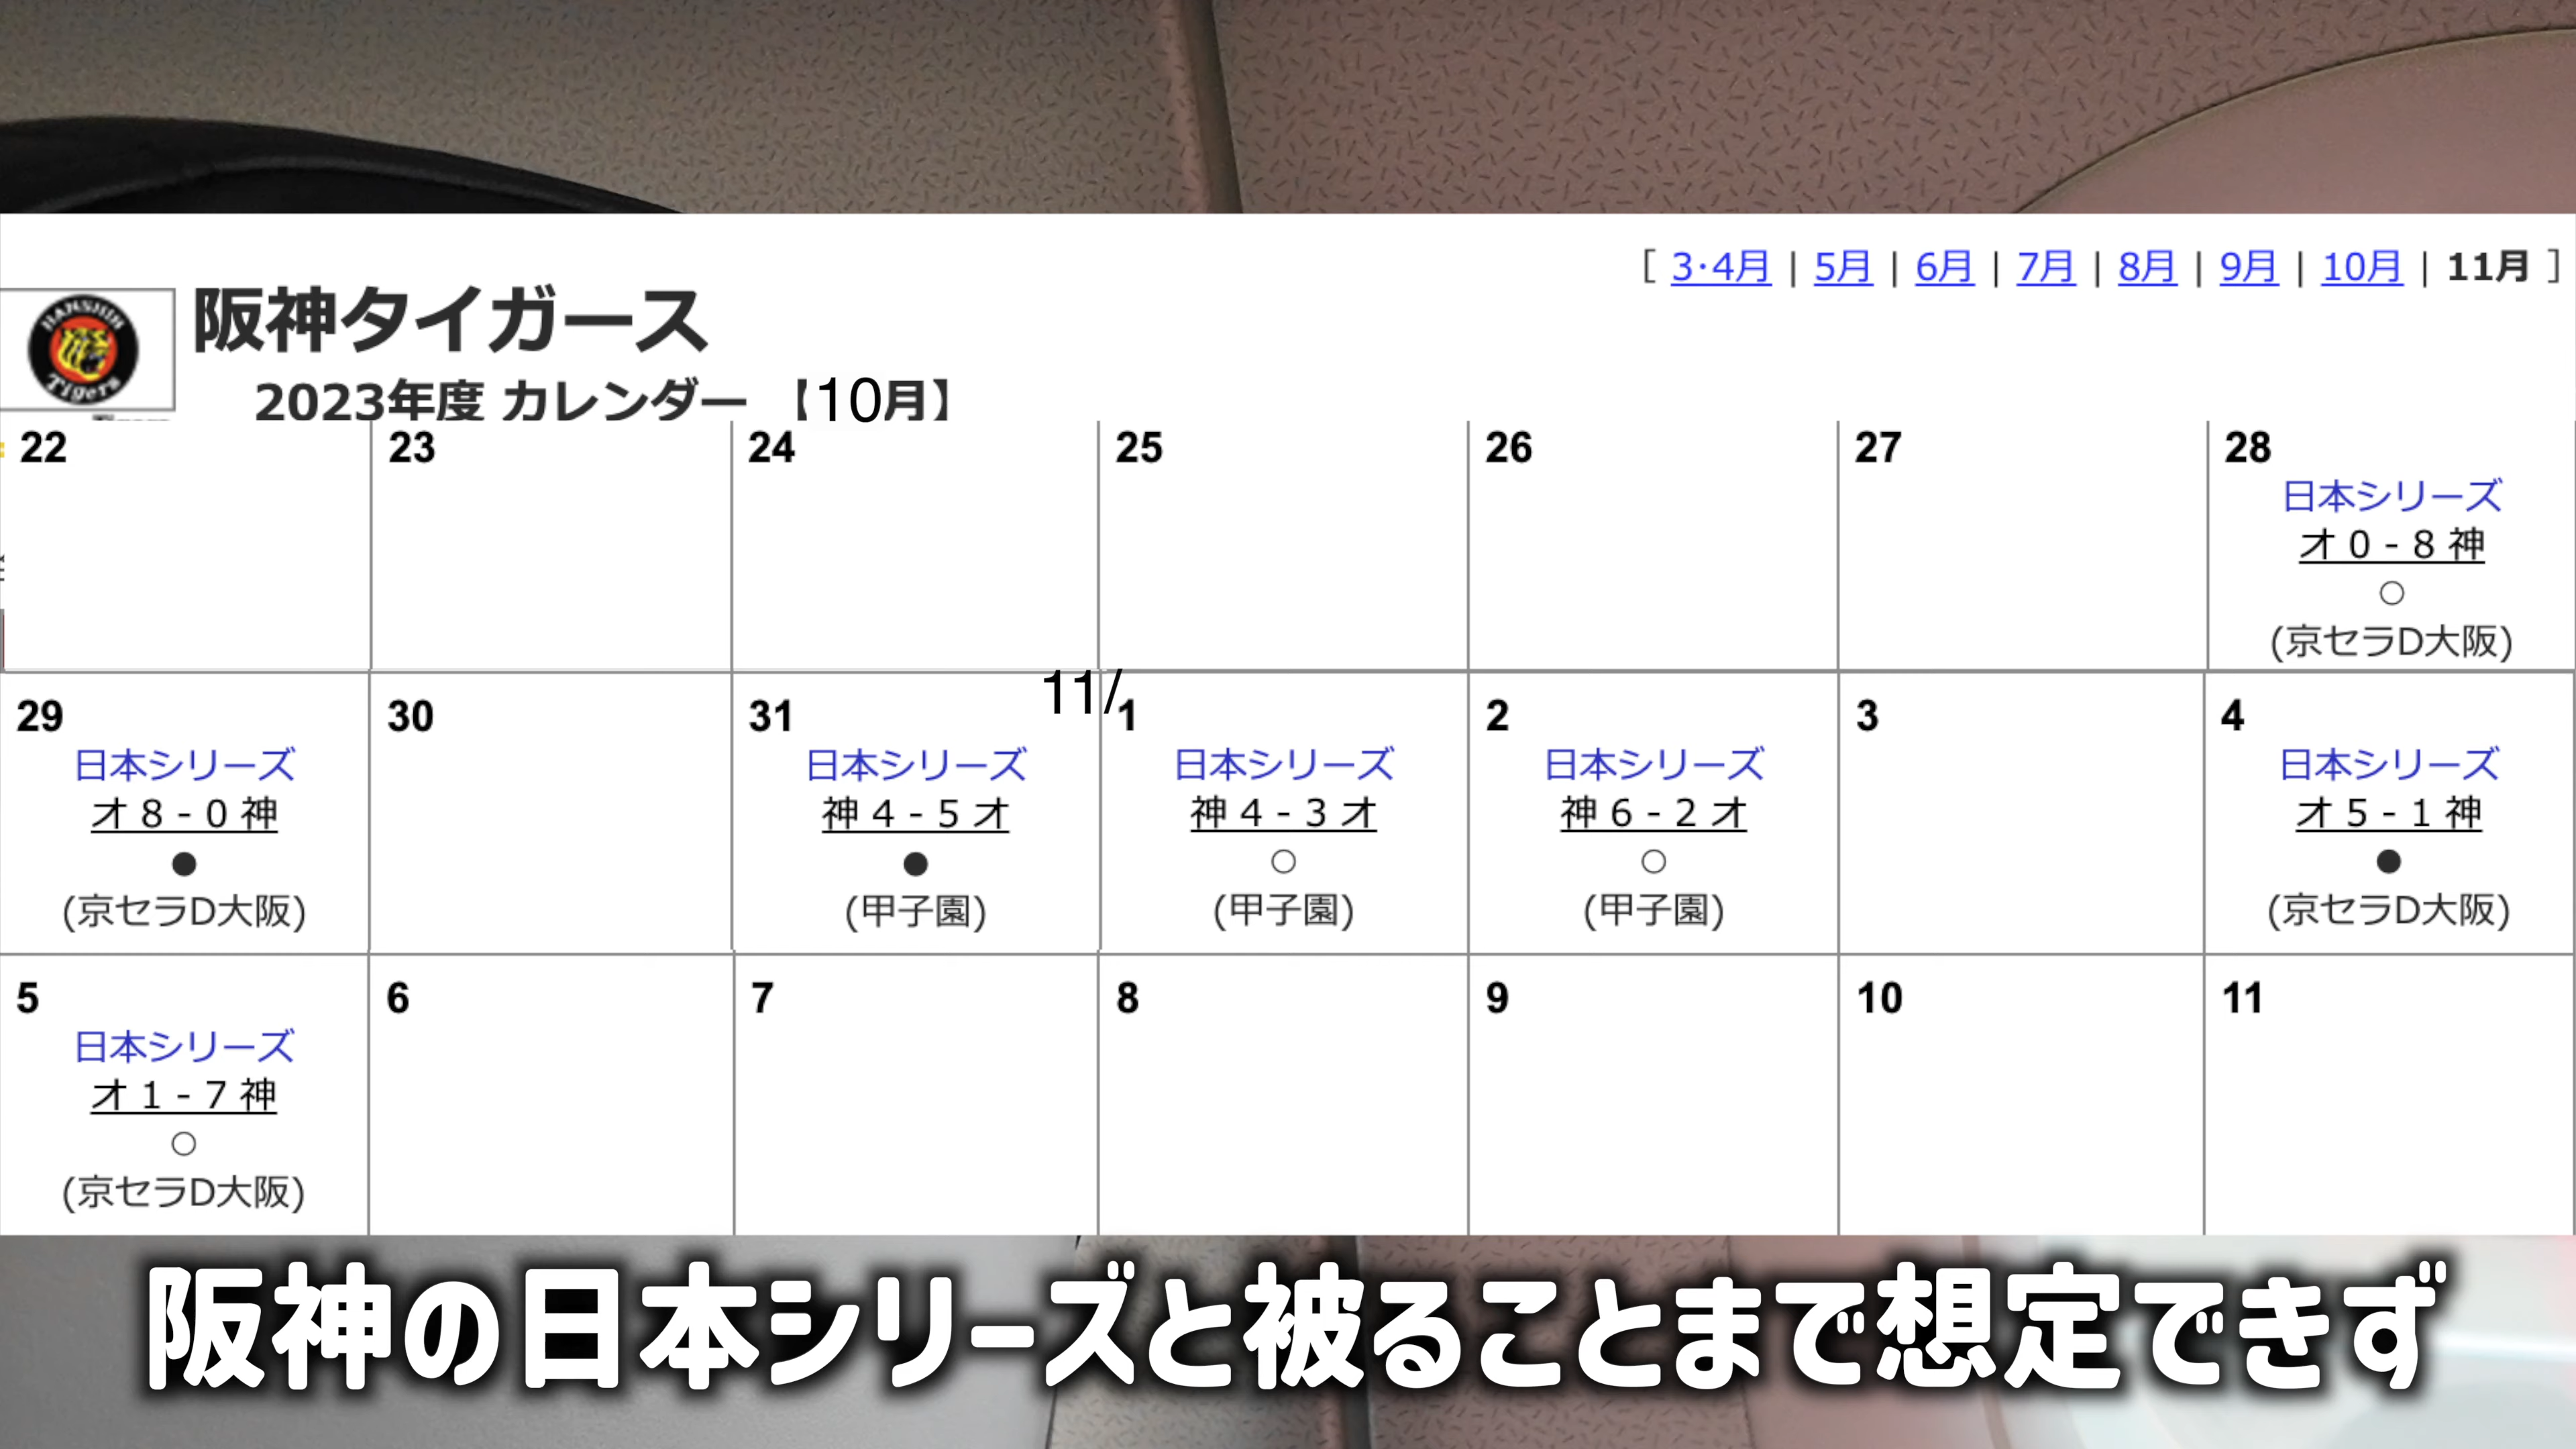 [ 3･4月 | 5月 | 6月 | 7月 | 8月 | 9月 | 10月 | 11月 ]
HANSHIN
Tigers
阪神タイガース
2023年度 カレンダー 【10月】
22 23 24 25 26 27 28
日本シリーズ
オ 0 - 8 神
○
(京セラD大阪)
29 30 31 11/1 2 3 4
日本シリーズ 日本シリーズ 日本シリーズ 日本シリーズ 日本シリーズ
オ 8 - 0 神 神 4 - 5 オ 神 4 - 3 オ 神 6 - 2 オ オ 5 - 1 神
● ● ○ ○ ●
(京セラD大阪) (甲子園) (甲子園) (甲子園) (京セラD大阪)
5 6 7 8 9 10 11
日本シリーズ
オ 1 - 7 神
○
(京セラD大阪)
阪神の日本シリーズと被ることまで想定できず